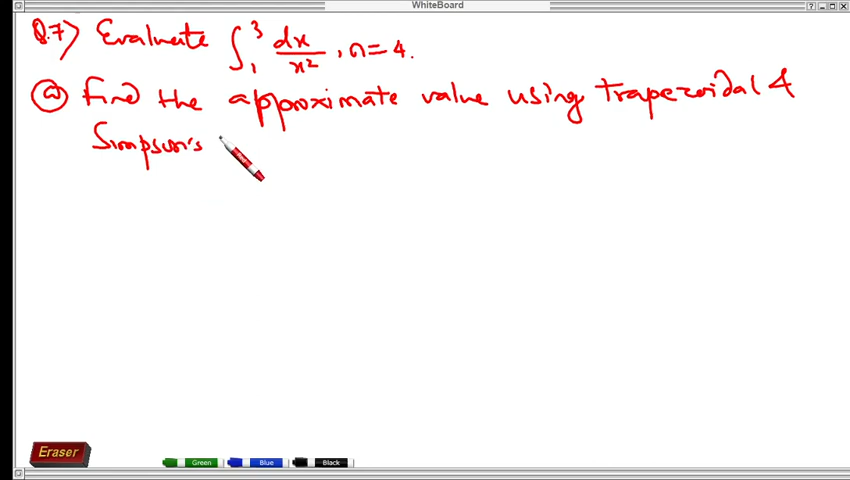 WhiteBoard
Q.7) Evaluate ∫₁³ dx/x² , n=4.
ⓐ Find the approximate value using trapezoidal &
Simpson's
Eraser
Green Blue Black